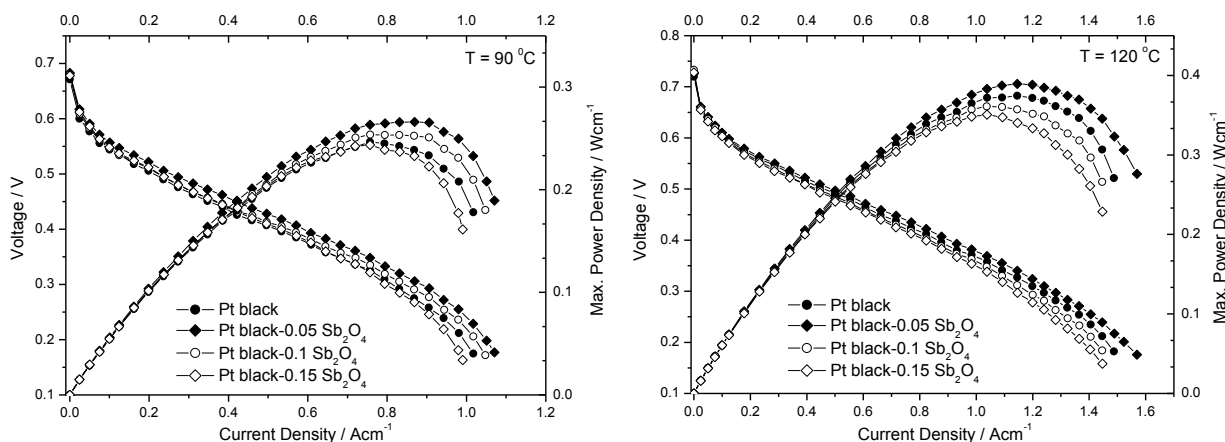 0.0 0.2 0.4 0.6 0.8 1.0 1.2
T = 90 °C
0.7
0.6
0.5
0.4
0.3
0.2
0.1
Voltage / V
0.3
0.2
0.1
0.0
Max. Power Density / Wcm⁻¹
Pt black
Pt black-0.05 Sb₂O₄
Pt black-0.1 Sb₂O₄
Pt black-0.15 Sb₂O₄
0.0 0.2 0.4 0.6 0.8 1.0 1.2
Current Density / Acm⁻¹
0.0 0.2 0.4 0.6 0.8 1.0 1.2 1.4 1.6
T = 120 °C
0.8
0.7
0.6
0.5
0.4
0.3
0.2
0.1
Voltage / V
0.4
0.3
0.2
0.1
0.0
Max. Power Density / Wcm⁻¹
Pt black
Pt black-0.05 Sb₂O₄
Pt black-0.1 Sb₂O₄
Pt black-0.15 Sb₂O₄
0.0 0.2 0.4 0.6 0.8 1.0 1.2 1.4 1.6
Current Density / Acm⁻¹